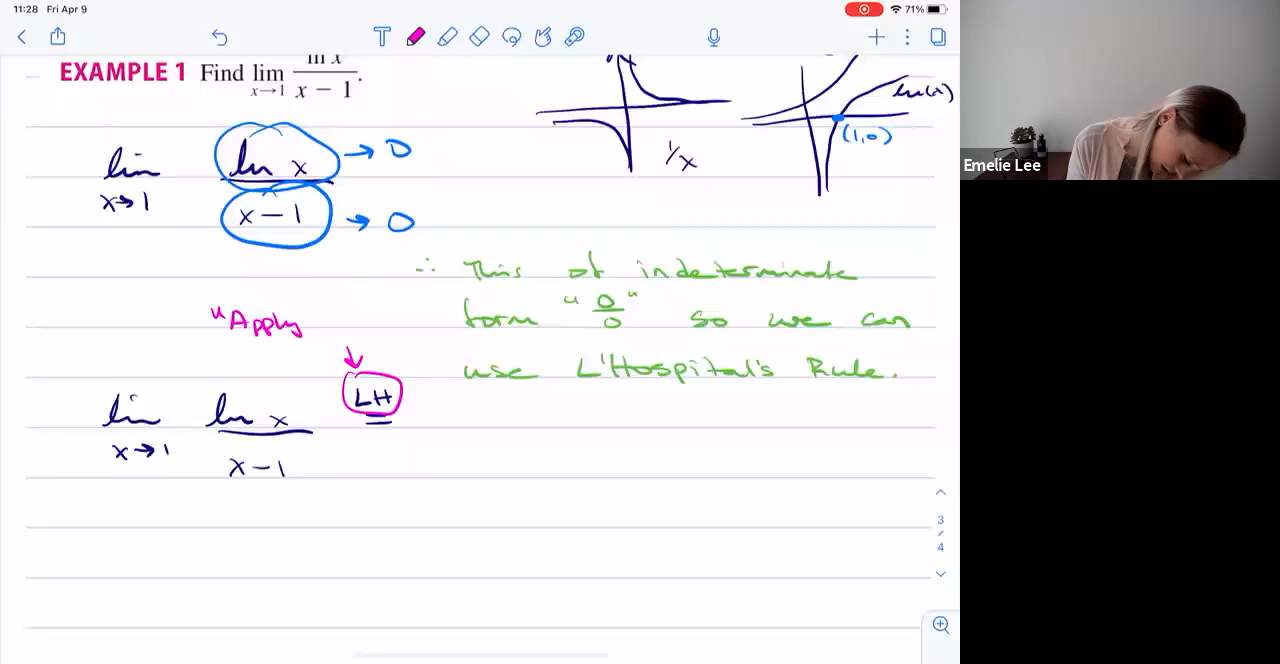 11:28 Fri Apr 9
71%
EXAMPLE 1 Find lim x→1 ln x / x − 1.
lim x→1 ln x / x − 1
→ 0
→ 0
1/x
ln(x)
(1,0)
Emelie Lee
∴ This of indeterminate
form "0/0" so we can
use L'Hospital's Rule.
"Apply
LH
lim x→1 ln x / x − 1 =
3
/
4